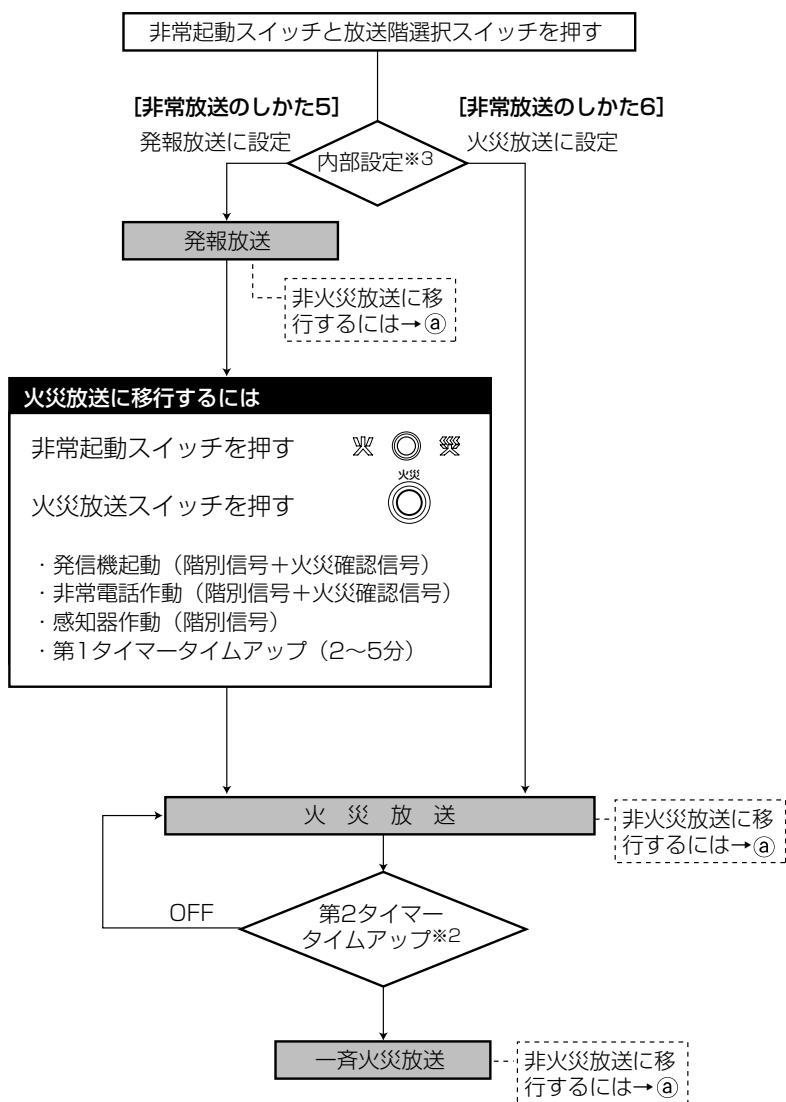 非常起動スイッチと放送階選択スイッチを押す
[非常放送のしかた5]
発報放送に設定
[非常放送のしかた6]
火災放送に設定
内部設定※3
発報放送
非火災放送に移
行するには→ⓐ
火災放送に移行するには
非常起動スイッチを押す 火 災
火災放送スイッチを押す 火災
・発信機起動（階別信号＋火災確認信号）
・非常電話作動（階別信号＋火災確認信号）
・感知器作動（階別信号）
・第1タイマータイムアップ（2〜5分）
火 災 放 送
非火災放送に移
行するには→ⓐ
OFF
第2タイマー
タイムアップ※2
一斉火災放送
非火災放送に移
行するには→ⓐ